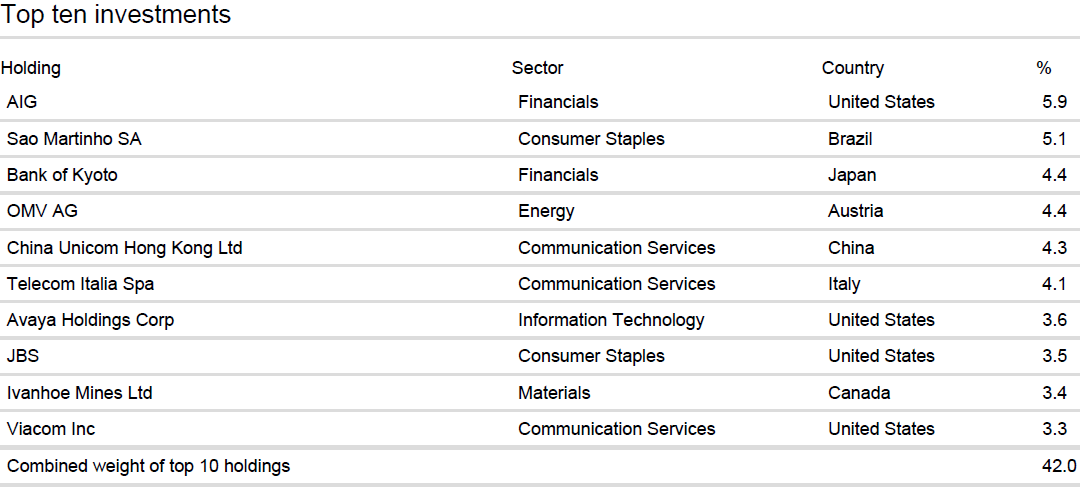 Top ten investments
Holding Sector Country %
AIG Financials United States 5.9
Sao Martinho SA Consumer Staples Brazil 5.1
Bank of Kyoto Financials Japan 4.4
OMV AG Energy Austria 4.4
China Unicom Hong Kong Ltd Communication Services China 4.3
Telecom Italia Spa Communication Services Italy 4.1
Avaya Holdings Corp Information Technology United States 3.6
JBS Consumer Staples United States 3.5
Ivanhoe Mines Ltd Materials Canada 3.4
Viacom Inc Communication Services United States 3.3
Combined weight of top 10 holdings 42.0